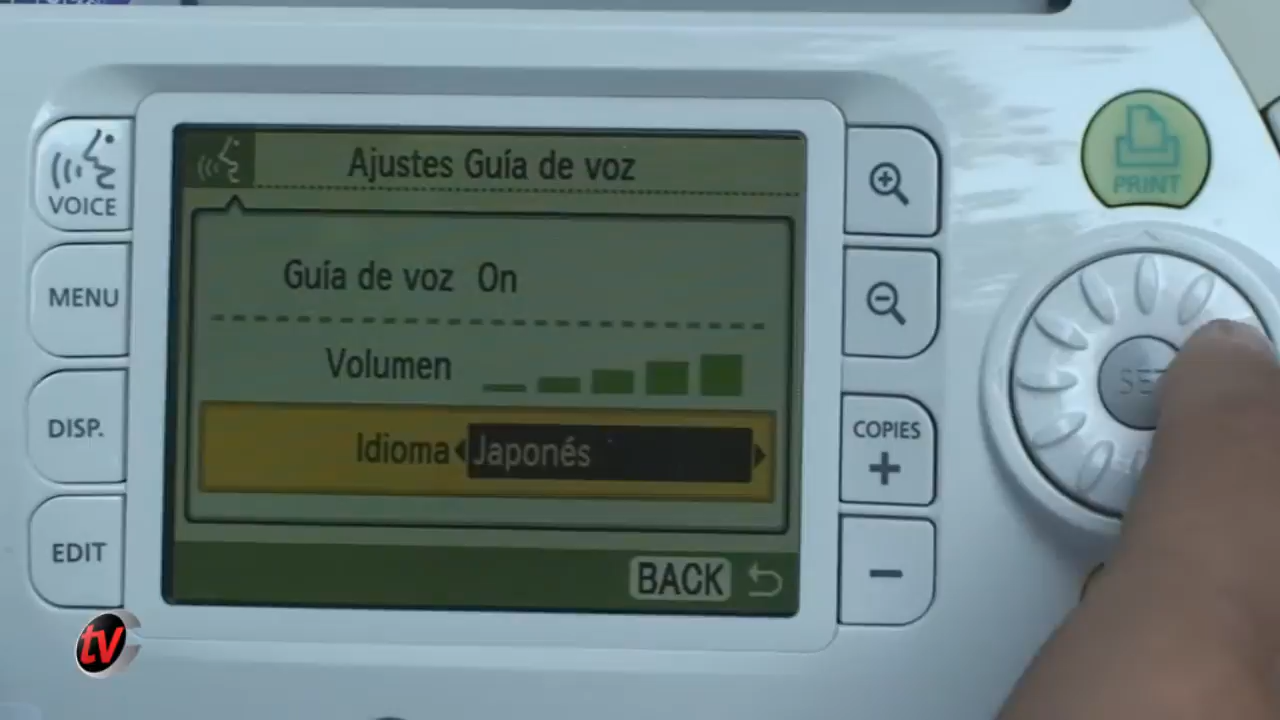 Ajustes Guía de voz
VOICE
PRINT
MENU
Guía de voz On
Volumen
SET
DISP.
Idioma Japonés
COPIES
+
EDIT
BACK
−
tv